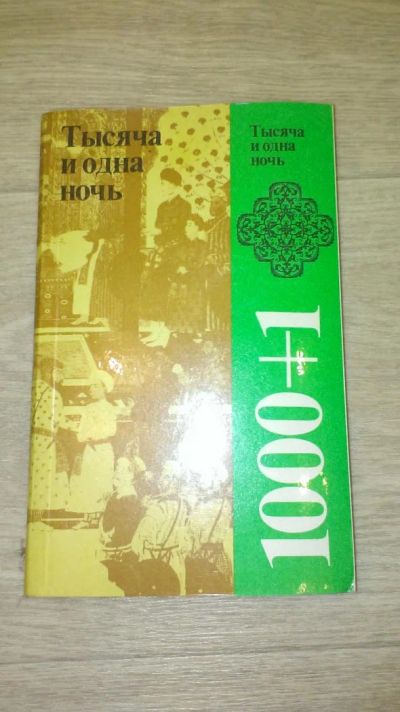 Тысяча
и одна
ночь
Тысяча
и одна
ночь
1000+1